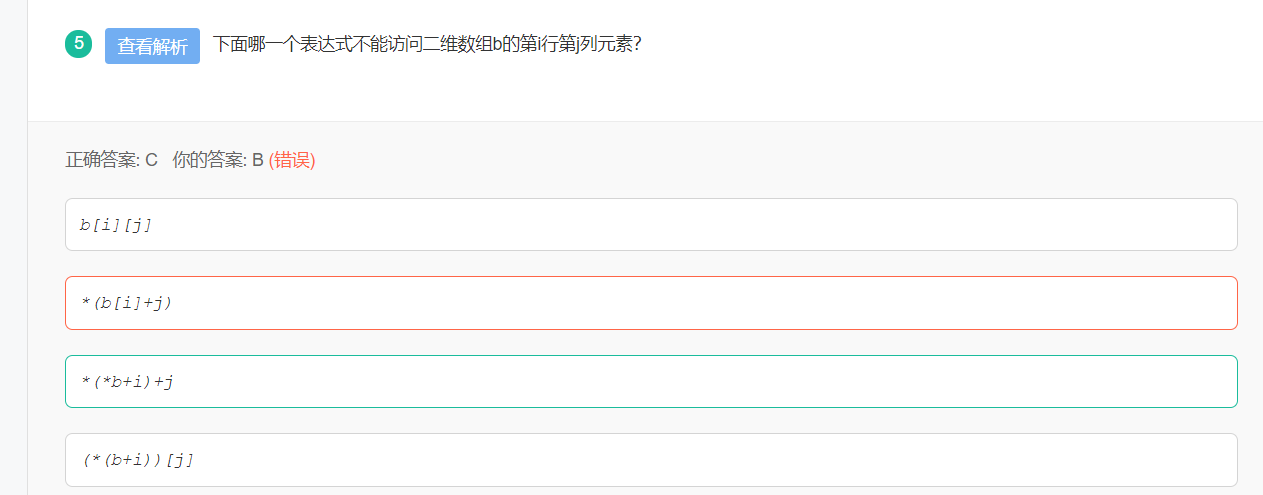 5 查看解析 下面哪一个表达式不能访问二维数组b的第i行第j列元素?
正确答案: C 你的答案: B (错误)
b[i][j]
*(b[i]+j)
*(*b+i)+j
(*(b+i))[j]